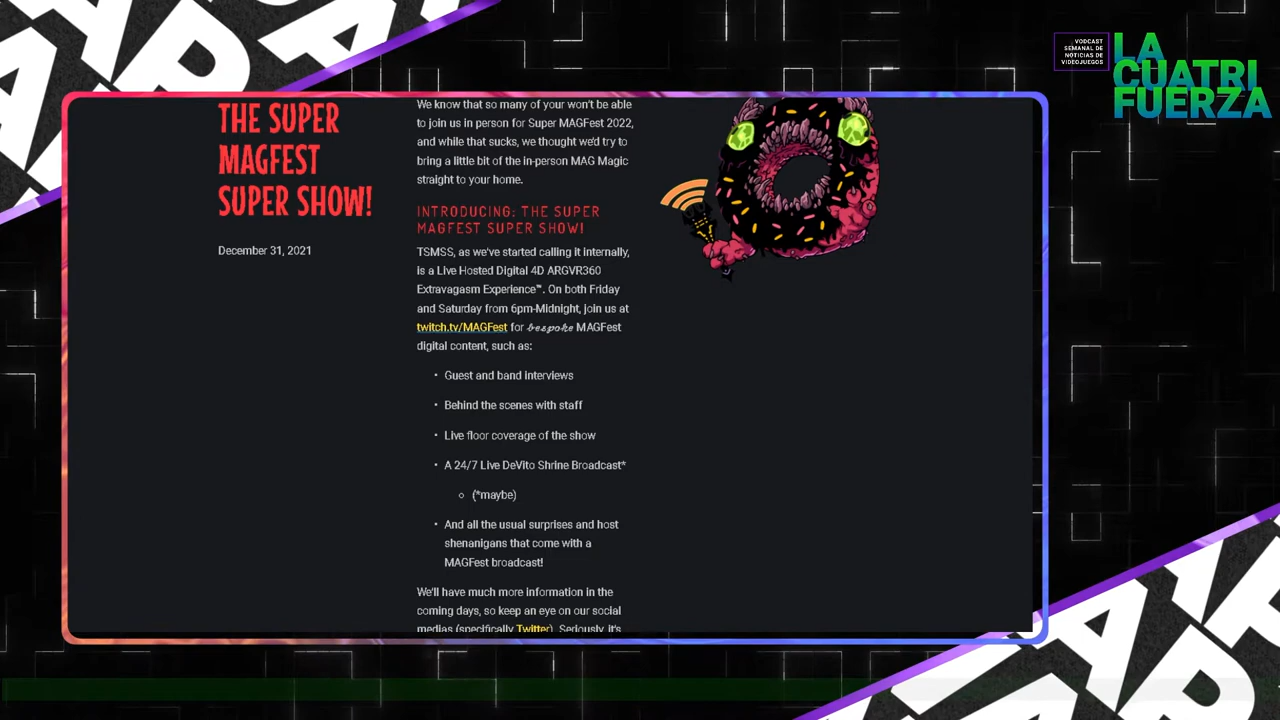 VODCAST
SEMANAL DE
NOTICIAS DE
VIDEOJUEGOS
LA
CUATRI
FUERZA
THE SUPER
MAGFEST
SUPER SHOW!
December 31, 2021
We know that so many of your won't be able
to join us in person for Super MAGFest 2022,
and while that sucks, we thought we'd try to
bring a little bit of the in-person MAG Magic
straight to your home.
INTRODUCING: THE SUPER
MAGFEST SUPER SHOW!
TSMSS, as we've started calling it internally,
is a Live Hosted Digital 4D ARGVR360
Extravagasm Experience™. On both Friday
and Saturday from 6pm-Midnight, join us at
twitch.tv/MAGFest for bespoke MAGFest
digital content, such as:
• Guest and band interviews
• Behind the scenes with staff
• Live floor coverage of the show
• A 24/7 Live DeVito Shrine Broadcast*
○ (*maybe)
• And all the usual surprises and host
shenanigans that come with a
MAGFest broadcast!
We'll have much more information in the
coming days, so keep an eye on our social
medias (specifically Twitter). Seriously, it's